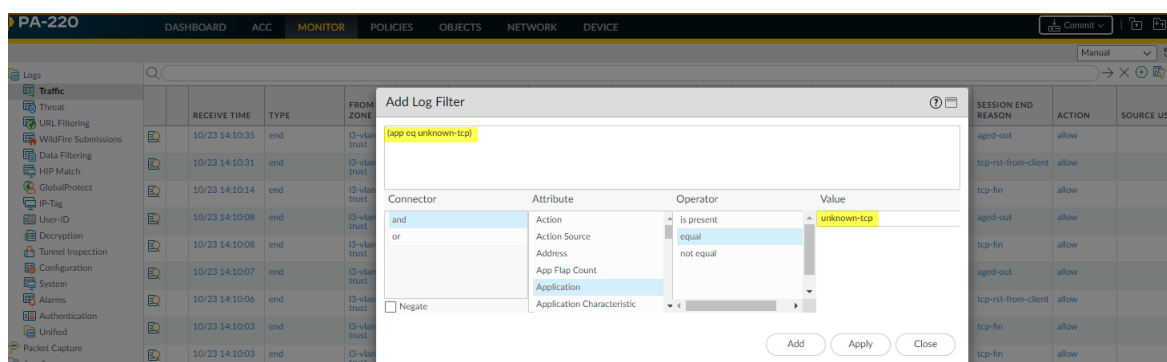 PA-220
DASHBOARD ACC MONITOR POLICIES OBJECTS NETWORK DEVICE Commit
Manual
Logs
Traffic
Threat
URL Filtering
WildFire Submissions
Data Filtering
HIP Match
GlobalProtect
IP-Tag
User-ID
Decryption
Tunnel Inspection
Configuration
System
Alarms
Authentication
Unified
Packet Capture
RECEIVE TIME TYPE FROM ZONE SESSION END REASON ACTION SOURCE
10/23 14:10:35 end l3-vlan trust aged-out allow
10/23 14:10:31 end l3-vlan trust tcp-rst-from-client allow
10/23 14:10:14 end l3-vlan trust tcp-fin allow
10/23 14:10:08 end l3-vlan trust aged-out allow
10/23 14:10:08 end l3-vlan trust tcp-fin allow
10/23 14:10:07 end l3-vlan trust aged-out allow
10/23 14:10:06 end l3-vlan trust tcp-rst-from-client allow
10/23 14:10:03 end l3-vlan trust tcp-fin allow
10/23 14:10:03 end l3-vlan tcp-fin allow
Add Log Filter
(app eq unknown-tcp)
Connector Attribute Operator Value
and Action is present unknown-tcp
or Action Source equal
Address not equal
App Flap Count
Application
Application Characteristic
Negate
Add Apply Close